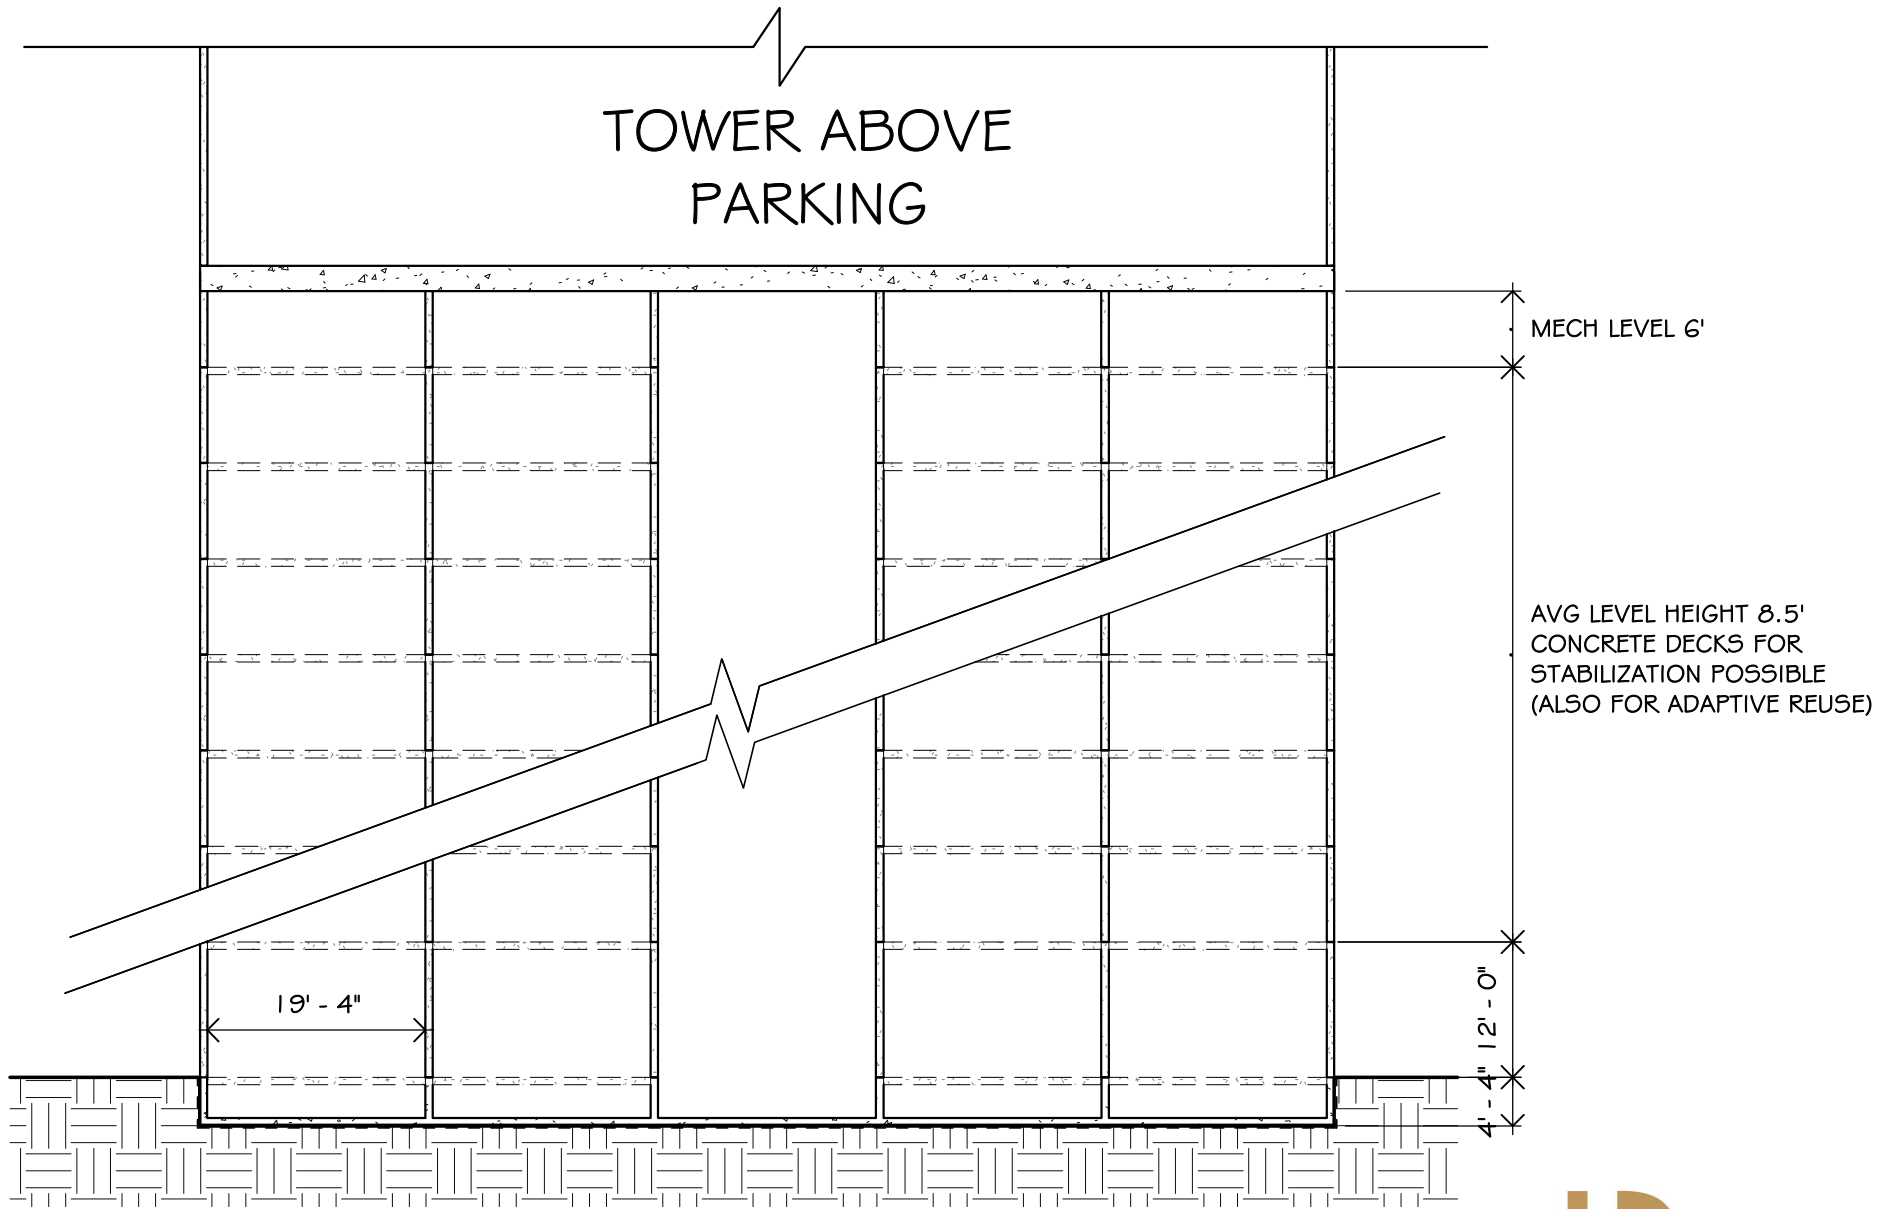 TOWER ABOVE
PARKING
MECH LEVEL 6'
AVG LEVEL HEIGHT 8.5'
CONCRETE DECKS FOR
STABILIZATION POSSIBLE
(ALSO FOR ADAPTIVE REUSE)
12' - 0"
19' - 4"
4' - 4"